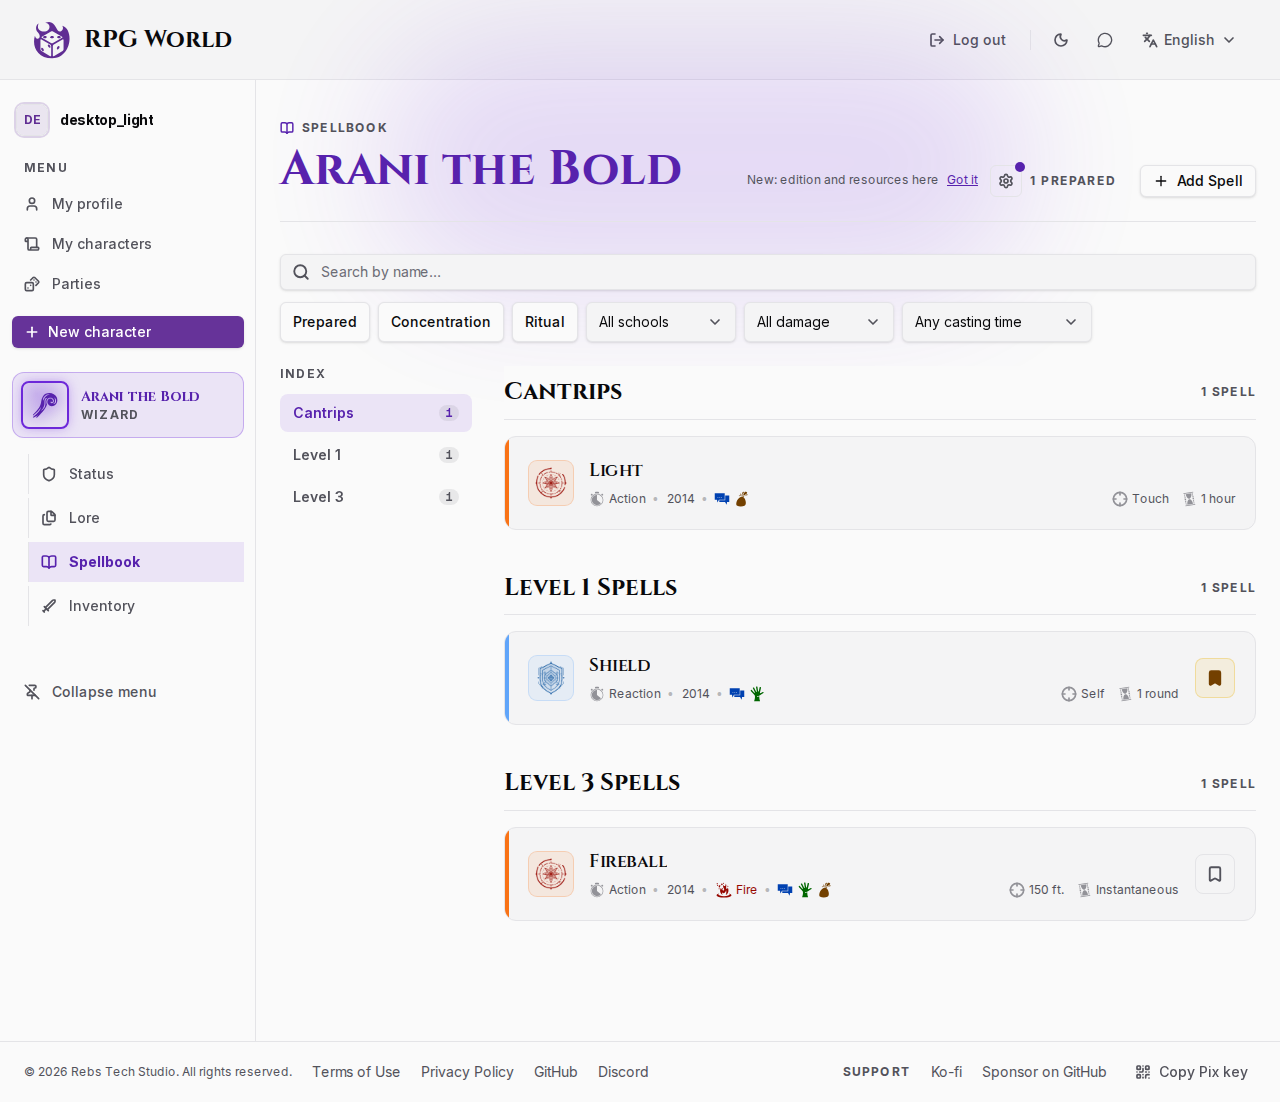 RPG World
Log out
English
DE
desktop_light
MENU
My profile
My characters
Parties
New character
Arani the Bold
WIZARD
Status
Lore
Spellbook
Inventory
Collapse menu
SPELLBOOK
Arani the Bold
New: edition and resources here Got it
1 PREPARED
Add Spell
Search by name...
Prepared
Concentration
Ritual
All schools
All damage
Any casting time
INDEX
Cantrips 1
Level 1 1
Level 3 1
Cantrips
1 SPELL
Light
Action • 2014 •
Touch
1 hour
Level 1 Spells
1 SPELL
Shield
Reaction • 2014 •
Self
1 round
Level 3 Spells
1 SPELL
Fireball
Action • 2014 • Fire •
150 ft.
Instantaneous
© 2026 Rebs Tech Studio. All rights reserved.
Terms of Use
Privacy Policy
GitHub
Discord
SUPPORT
Ko-fi
Sponsor on GitHub
Copy Pix key